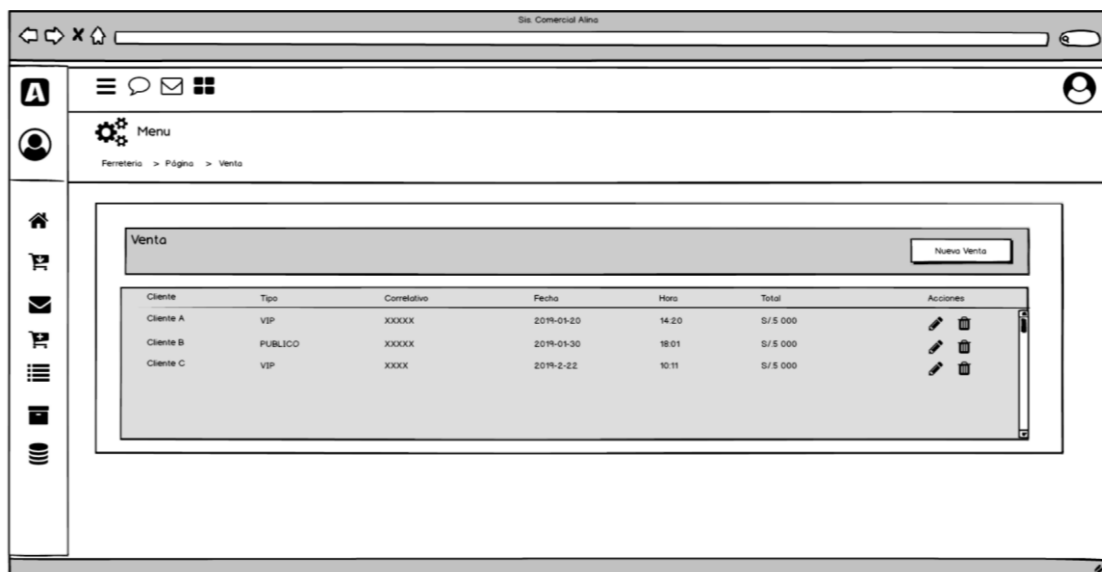 Sis. Comercial Alina
A
Menu
Ferreteria > Página > Venta
Venta
Nueva Venta
Cliente Tipo Correlativo Fecha Hora Total Acciones
Cliente A VIP XXXXX 2019-01-20 14:20 S/.5 000
Cliente B PUBLICO XXXXX 2019-01-30 18:01 S/.5 000
Cliente C VIP XXXX 2019-2-22 10:11 S/.5 000